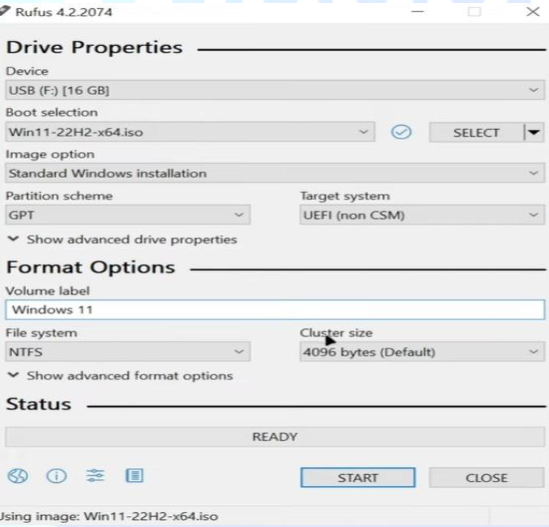 Rufus 4.2.2074
Drive Properties
Device
USB (F:) [16 GB]
Boot selection
Win11-22H2-x64.iso SELECT
Image option
Standard Windows installation
Partition scheme Target system
GPT UEFI (non CSM)
Show advanced drive properties
Format Options
Volume label
Windows 11
File system Cluster size
NTFS 4096 bytes (Default)
Show advanced format options
Status
READY
START CLOSE
Using image: Win11-22H2-x64.iso